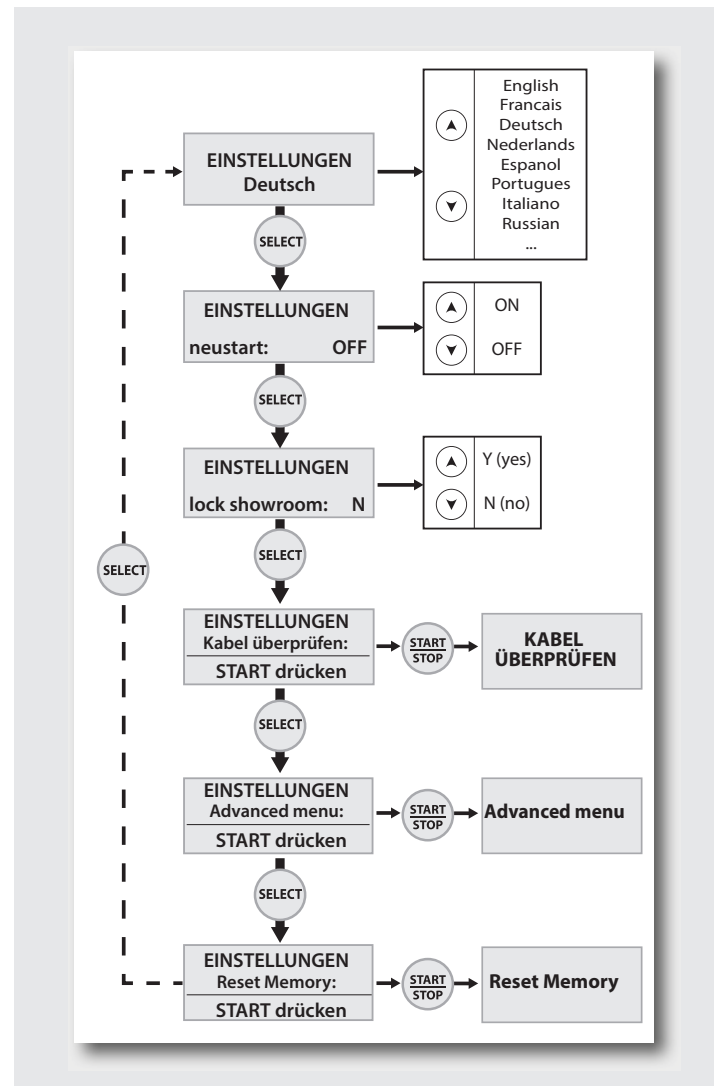 English
Francais
Deutsch
Nederlands
Espanol
Portugues
Italiano
Russian
...
EINSTELLUNGEN
Deutsch
SELECT
EINSTELLUNGEN
neustart: OFF
ON
OFF
SELECT
EINSTELLUNGEN
lock showroom: N
Y (yes)
N (no)
SELECT
SELECT
EINSTELLUNGEN
Kabel überprüfen:
START drücken
START
STOP
KABEL
ÜBERPRÜFEN
SELECT
EINSTELLUNGEN
Advanced menu:
START drücken
START
STOP
Advanced menu
SELECT
EINSTELLUNGEN
Reset Memory:
START drücken
START
STOP
Reset Memory